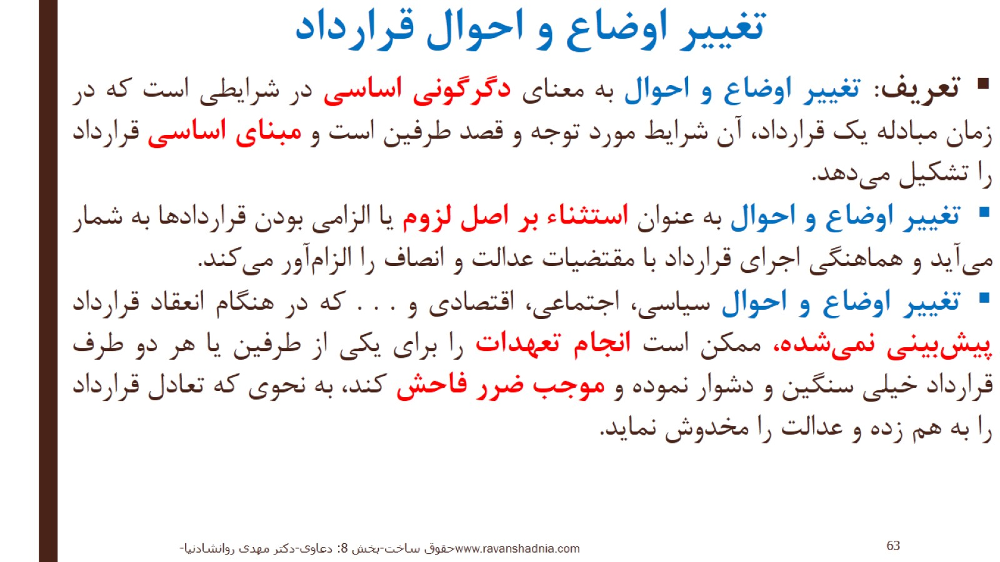 تغییر اوضاع و احوال قرارداد
▪ تعریف: تغییر اوضاع و احوال به معنای دگرگونی اساسی در شرایطی است که در
زمان مبادله یک قرارداد، آن شرایط مورد توجه و قصد طرفین است و مبنای اساسی قرارداد
را تشکیل می‌دهد.
▪ تغییر اوضاع و احوال به عنوان استثناء بر اصل لزوم یا الزامی بودن قراردادها به شمار
می‌آید و هماهنگی اجرای قرارداد با مقتضیات عدالت و انصاف را الزام‌آور می‌کند.
▪ تغییر اوضاع و احوال سیاسی، اجتماعی، اقتصادی و . . . که در هنگام انعقاد قرارداد
پیش‌بینی نمی‌شده، ممکن است انجام تعهدات را برای یکی از طرفین یا هر دو طرف
قرارداد خیلی سنگین و دشوار نموده و موجب ضرر فاحش کند، به نحوی که تعادل قرارداد
را به هم زده و عدالت را مخدوش نماید.
63
www.ravanshadnia.comحقوق ساخت-بخش 8: دعاوی-دکتر مهدی روانشادنیا-